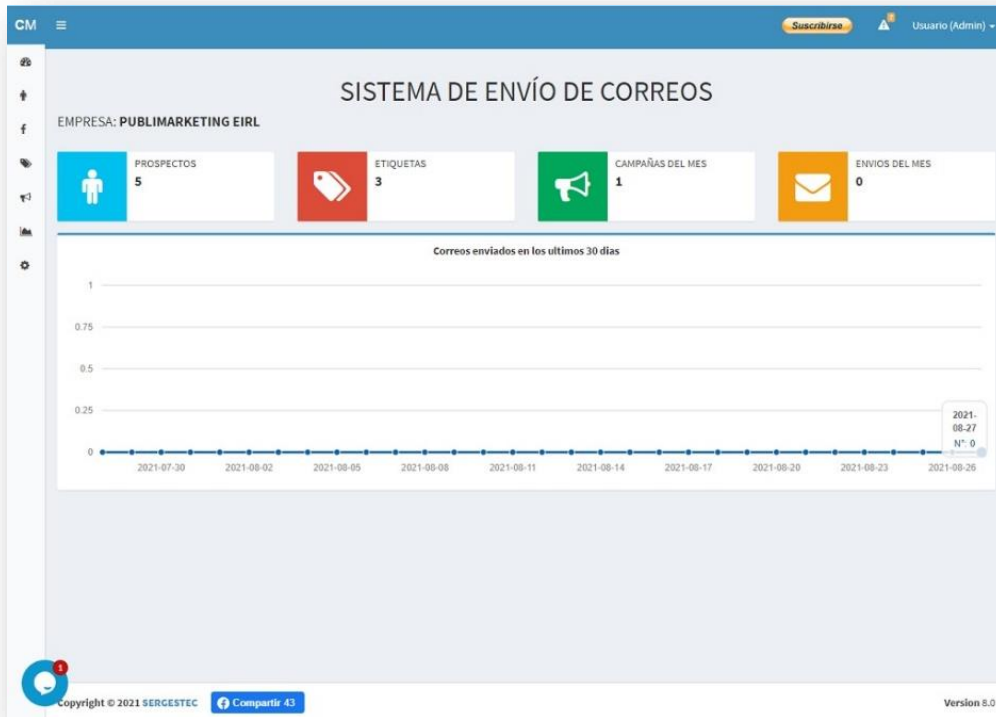 CM
Suscribirse
Usuario (Admin)
SISTEMA DE ENVÍO DE CORREOS
EMPRESA: PUBLIMARKETING EIRL
PROSPECTOS
5
ETIQUETAS
3
CAMPAÑAS DEL MES
1
ENVIOS DEL MES
0
Correos enviados en los ultimos 30 dias
1
0.75
0.5
0.25
0
2021-
08-27
N°: 0
2021-07-30 2021-08-02 2021-08-05 2021-08-08 2021-08-11 2021-08-14 2021-08-17 2021-08-20 2021-08-23 2021-08-26
1
Copyright © 2021 SERGESTEC
Compartir 43
Version 8.0